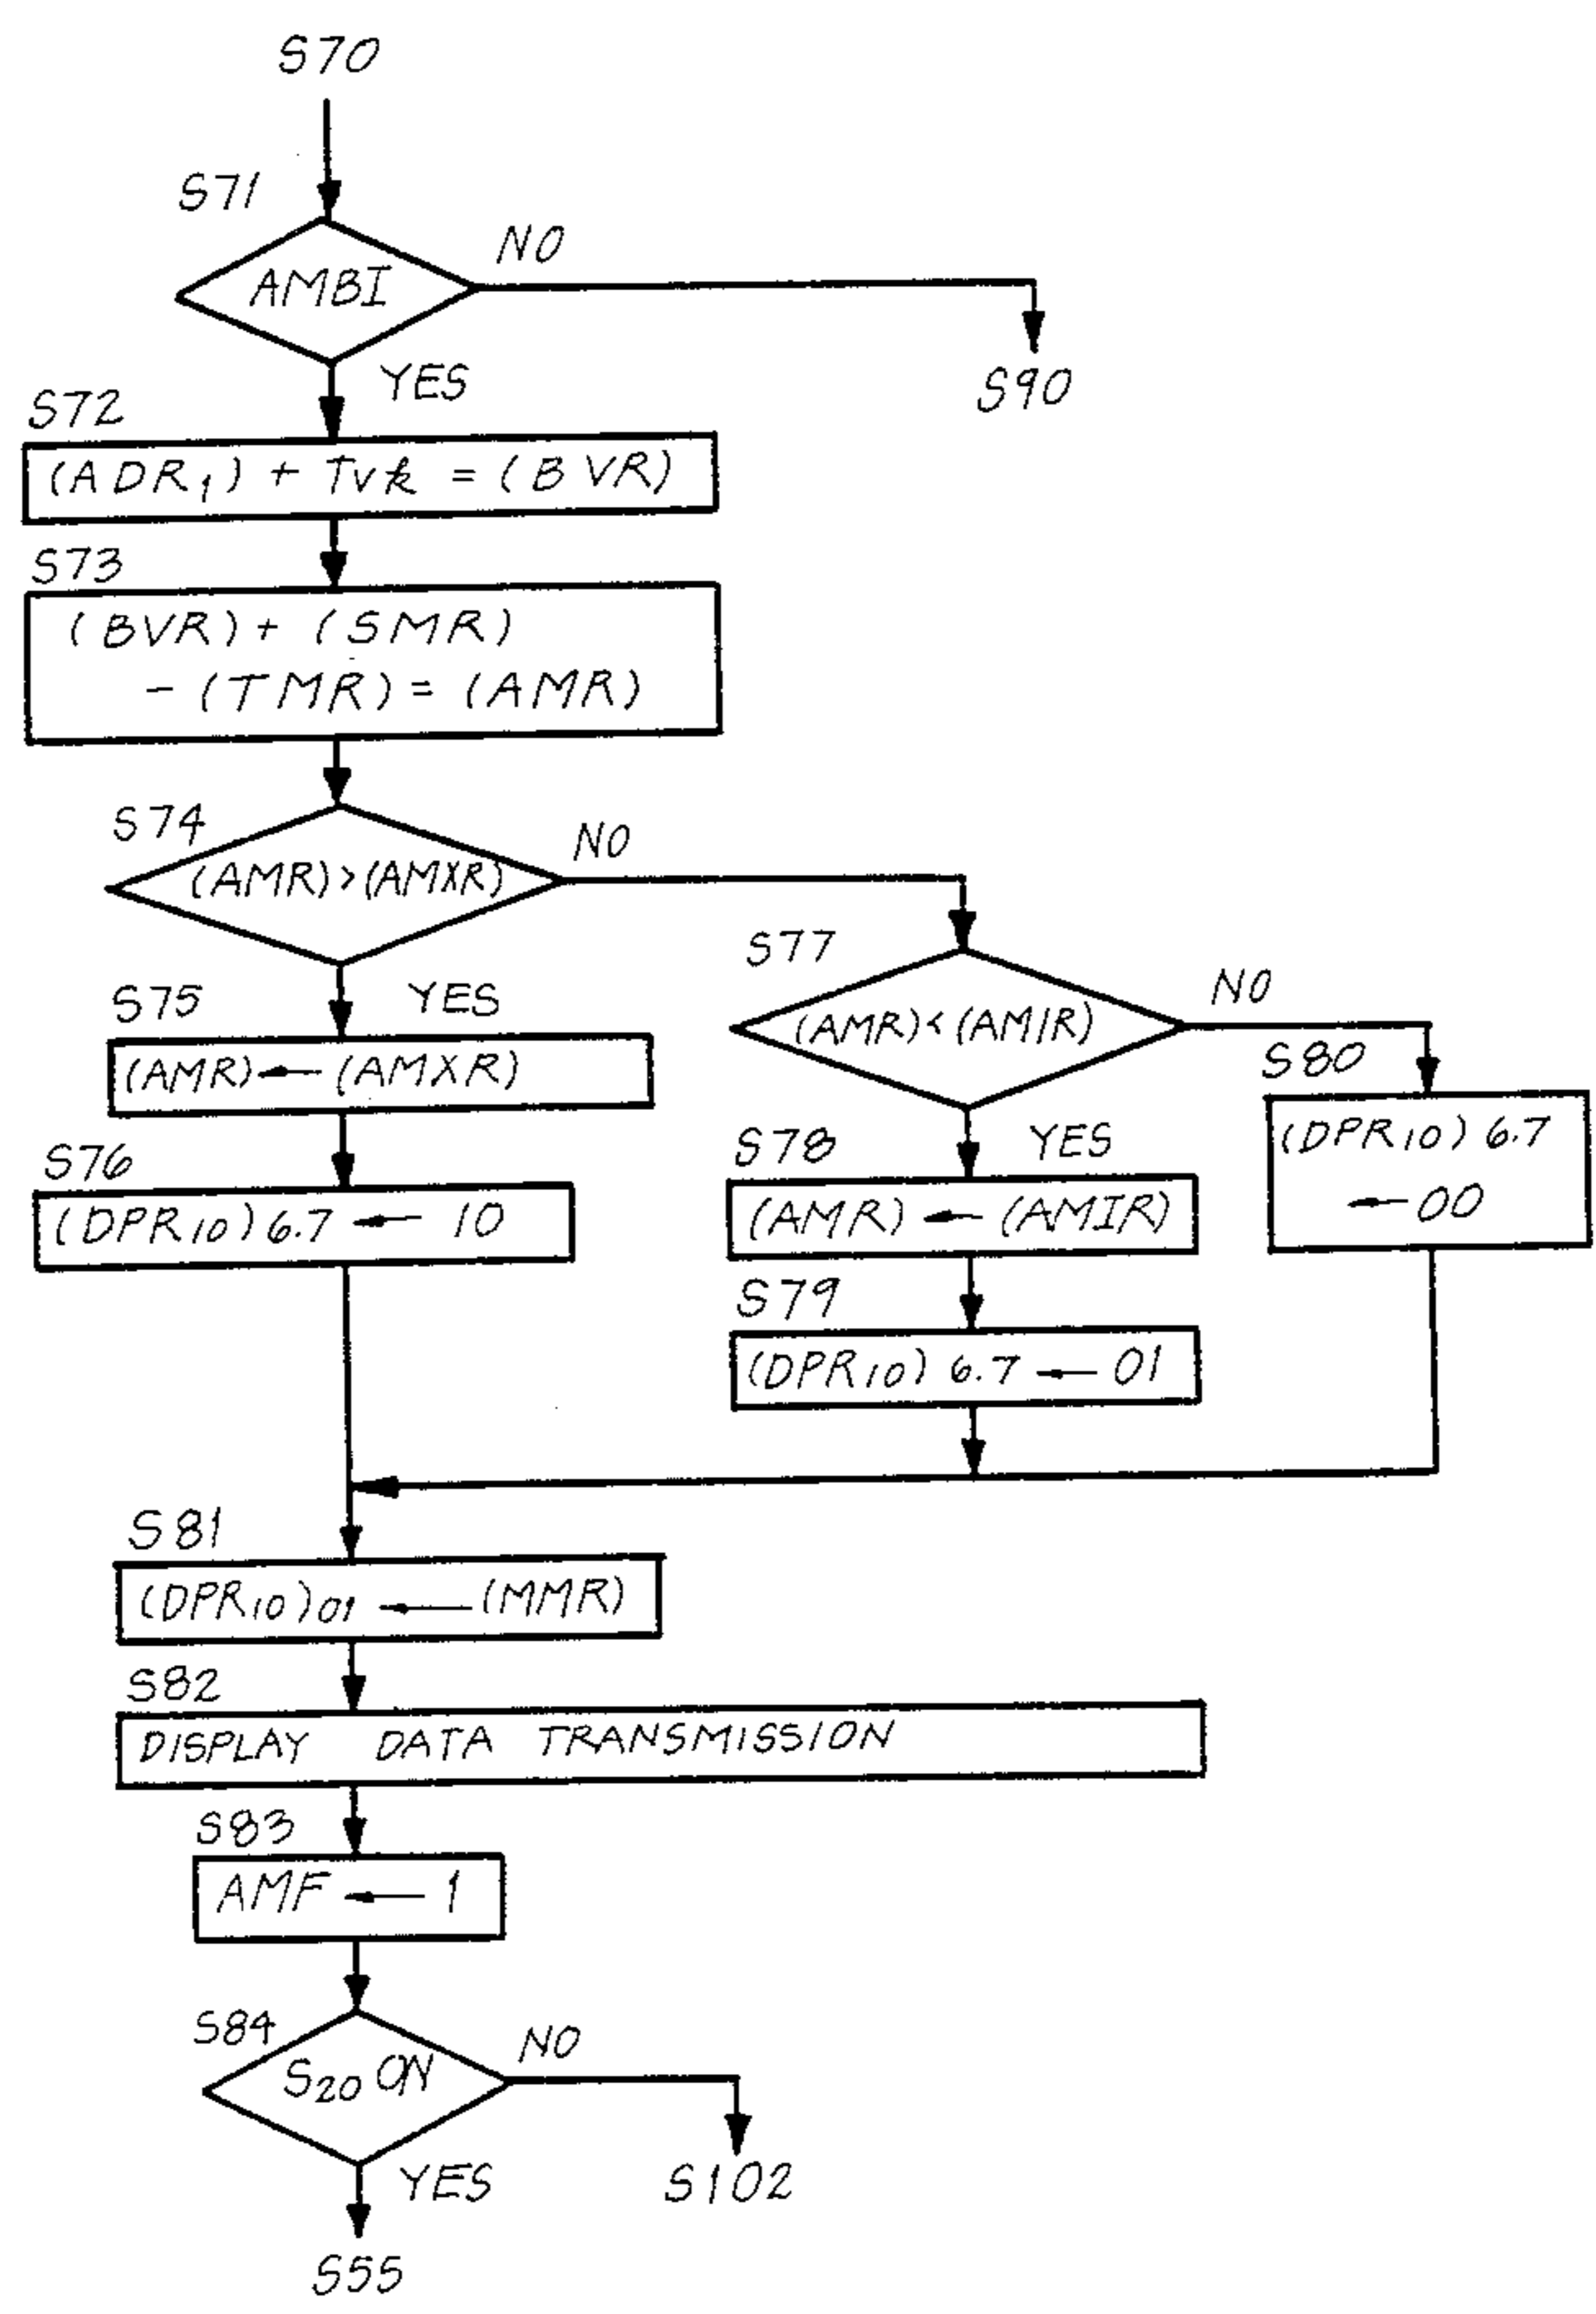 S70
S71
AMBI
NO
S90
YES
S72
(ADR1) + Tvk = (BVR)
S73
(BVR) + (SMR)
- (TMR) = (AMR)
S74
(AMR)>(AMXR)
NO
S75
YES
(AMR)←(AMXR)
S76
(DPR10)6.7 ← 10
S77
(AMR)<(AMIR)
NO
S78
YES
(AMR) ← (AMIR)
S79
(DPR10) 6.7 ← 01
S80
(DPR10) 6.7
← 00
S81
(DPR10)01 ← (MMR)
S82
DISPLAY DATA TRANSMISSION
S83
AMF ← 1
S84
S20 ON
NO
S102
YES
S55